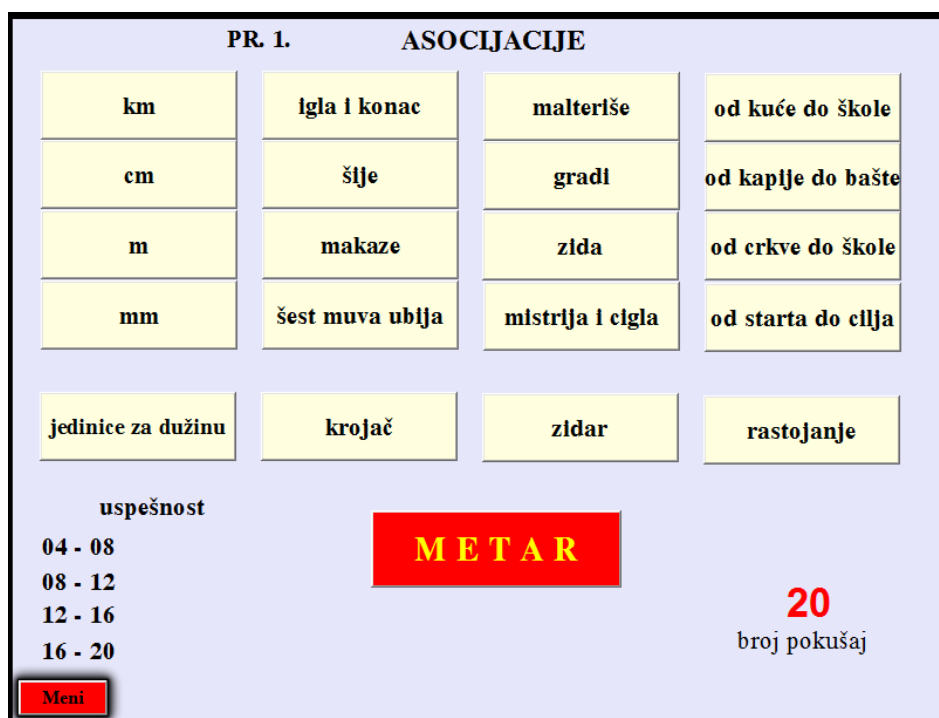 PR. 1. ASOCIJACIJE
km igla i konac malteriše od kuće do škole
cm šije gradi od kapije do bašte
m makaze zida od crkve do škole
mm šest muva ubija mistrija i cigla od starta do cilja
jedinice za dužinu krojač zidar rastojanje
uspešnost
04 - 08
08 - 12
12 - 16
16 - 20
M E T A R
20
broj pokušaj
Meni